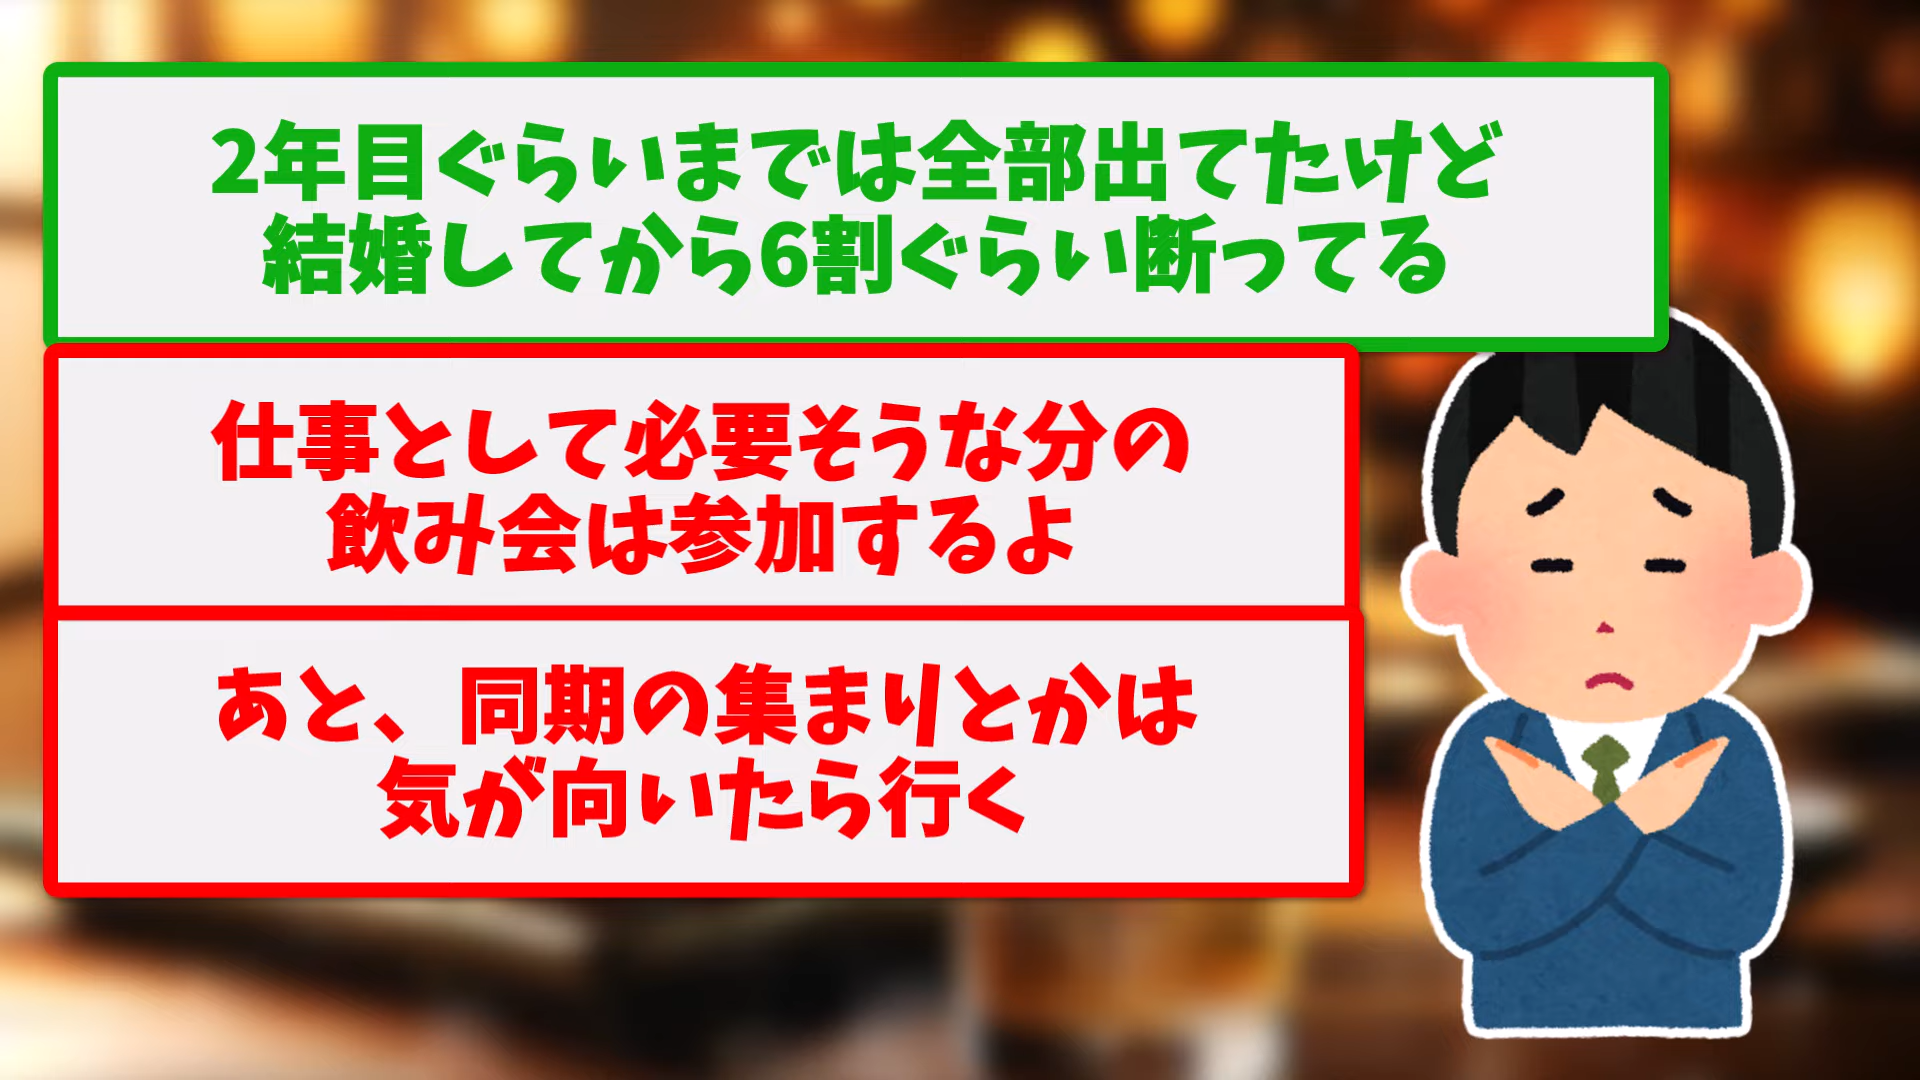 2年目ぐらいまでは全部出てたけど
結婚してから6割ぐらい断ってる
仕事として必要そうな分の
飲み会は参加するよ
あと、同期の集まりとかは
気が向いたら行く